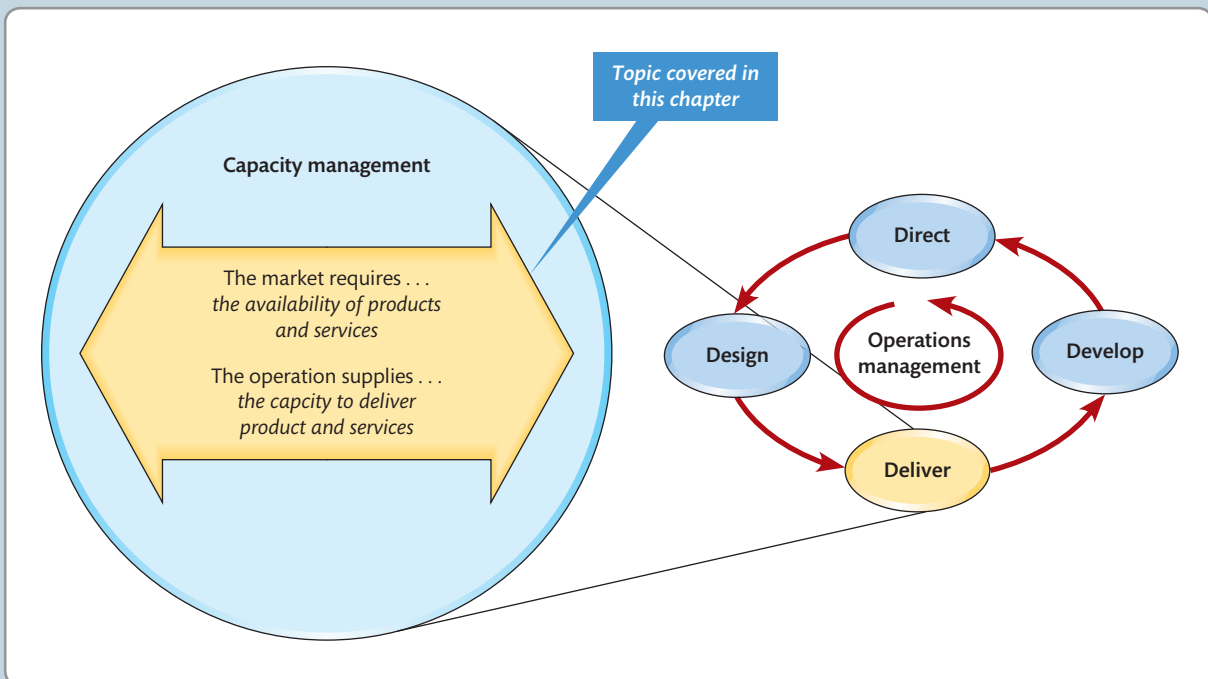 Topic covered in
this chapter
Capacity management
The market requires . . .
the availability of products
and services
The operation supplies . . .
the capcity to deliver
product and services
Direct
Design
Operations
management
Develop
Deliver